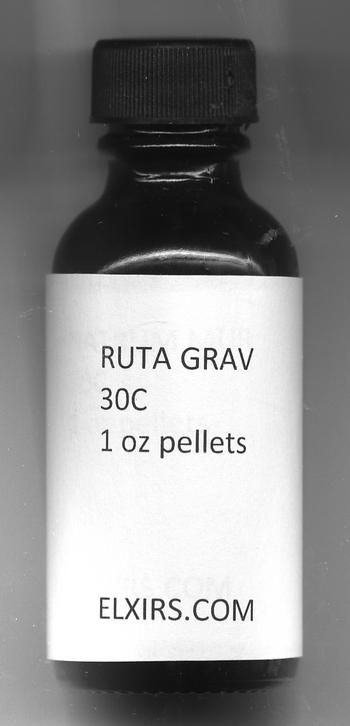 RUTA GRAV
30C
1 oz pellets
ELXIRS.COM